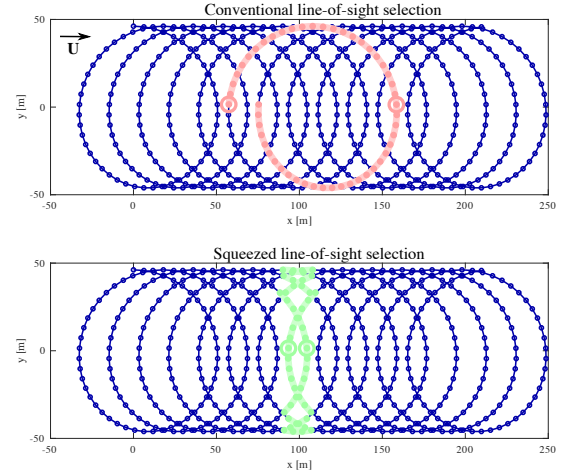 Conventional line-of-sight selection
50
U
y [m]
0
-50
-50 0 50 100 150 200 250
x [m]
Squeezed line-of-sight selection
50
y [m]
0
-50
-50 0 50 100 150 200 250
x [m]